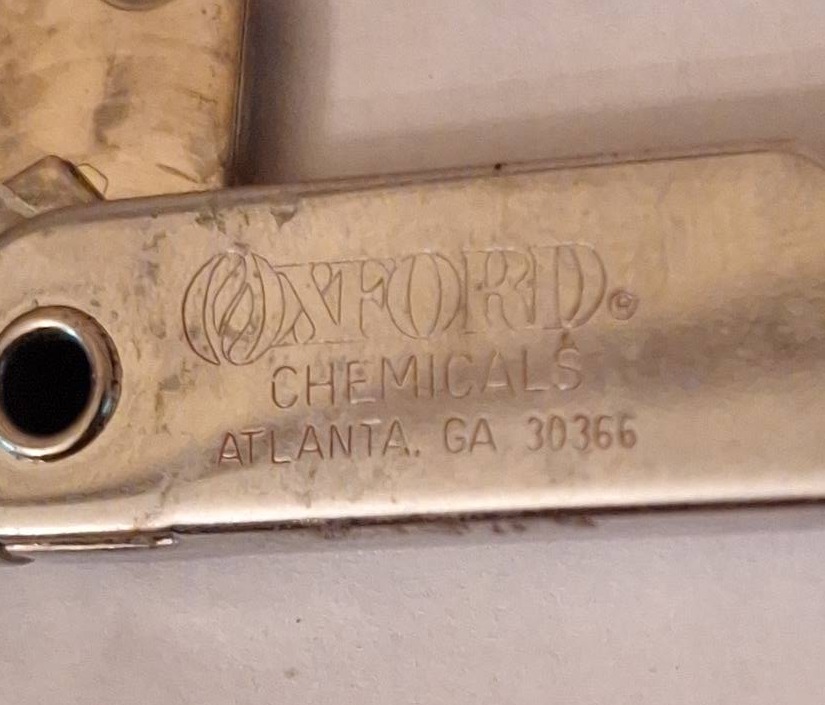 OXFORD®
CHEMICALS
ATLANTA, GA 30366